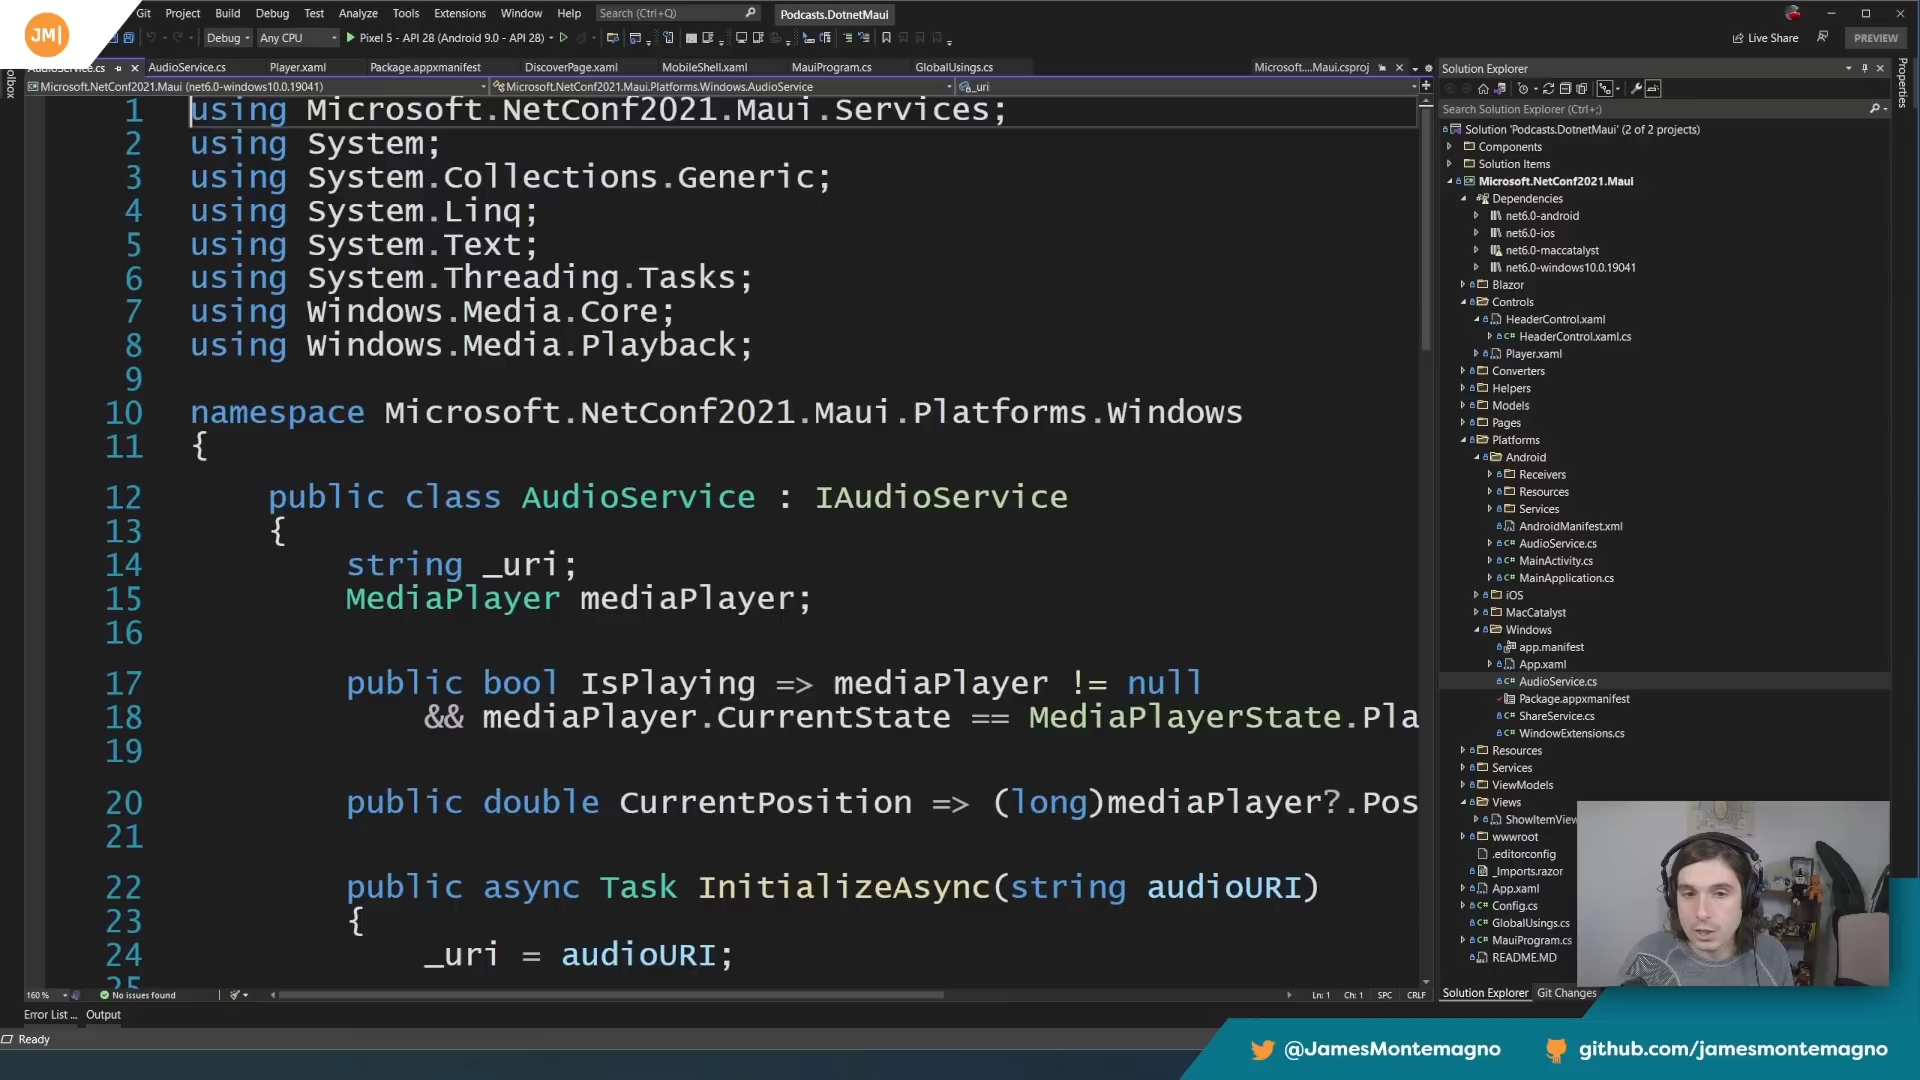 JM|
Git Project Build Debug Test Analyze Tools Extensions Window Help Search (Ctrl+Q) Podcasts.DotnetMaui
Debug Any CPU Pixel 5 - API 28 (Android 9.0 - API 28) Live Share PREVIEW
AudioService.cs AudioService.cs Player.xaml Package.appxmanifest DiscoverPage.xaml MobileShell.xaml MauiProgram.cs GlobalUsings.cs Microsoft....Maui.csproj
Microsoft.NetConf2021.Maui (net6.0-windows10.0.19041) Microsoft.NetConf2021.Maui.Platforms.Windows.AudioService _uri
1 using Microsoft.NetConf2021.Maui.Services;
2 using System;
3 using System.Collections.Generic;
4 using System.Linq;
5 using System.Text;
6 using System.Threading.Tasks;
7 using Windows.Media.Core;
8 using Windows.Media.Playback;
9
10 namespace Microsoft.NetConf2021.Maui.Platforms.Windows
11 {
12 public class AudioService : IAudioService
13 {
14 string _uri;
15 MediaPlayer mediaPlayer;
16
17 public bool IsPlaying => mediaPlayer != null
18 && mediaPlayer.CurrentState == MediaPlayerState.Pla
19
20 public double CurrentPosition => (long)mediaPlayer?.Pos
21
22 public async Task InitializeAsync(string audioURI)
23 {
24 _uri = audioURI;
25
160 % No issues found Ln: 1 Ch: 1 SPC CRLF
Error List ... Output
Ready
Solution Explorer
Search Solution Explorer (Ctrl+;)
Solution 'Podcasts.DotnetMaui' (2 of 2 projects)
Components
Solution Items
Microsoft.NetConf2021.Maui
Dependencies
net6.0-android
net6.0-ios
net6.0-maccatalyst
net6.0-windows10.0.19041
Blazor
Controls
HeaderControl.xaml
HeaderControl.xaml.cs
Player.xaml
Converters
Helpers
Models
Pages
Platforms
Android
Receivers
Resources
Services
AndroidManifest.xml
AudioService.cs
MainActivity.cs
MainApplication.cs
iOS
MacCatalyst
Windows
app.manifest
App.xaml
AudioService.cs
Package.appxmanifest
ShareService.cs
WindowExtensions.cs
Resources
Services
ViewModels
Views
ShowItemView
wwwroot
.editorconfig
_Imports.razor
App.xaml
Config.cs
GlobalUsings.cs
MauiProgram.cs
README.MD
Solution Explorer Git Changes
Properties
@JamesMontemagno github.com/jamesmontemagno